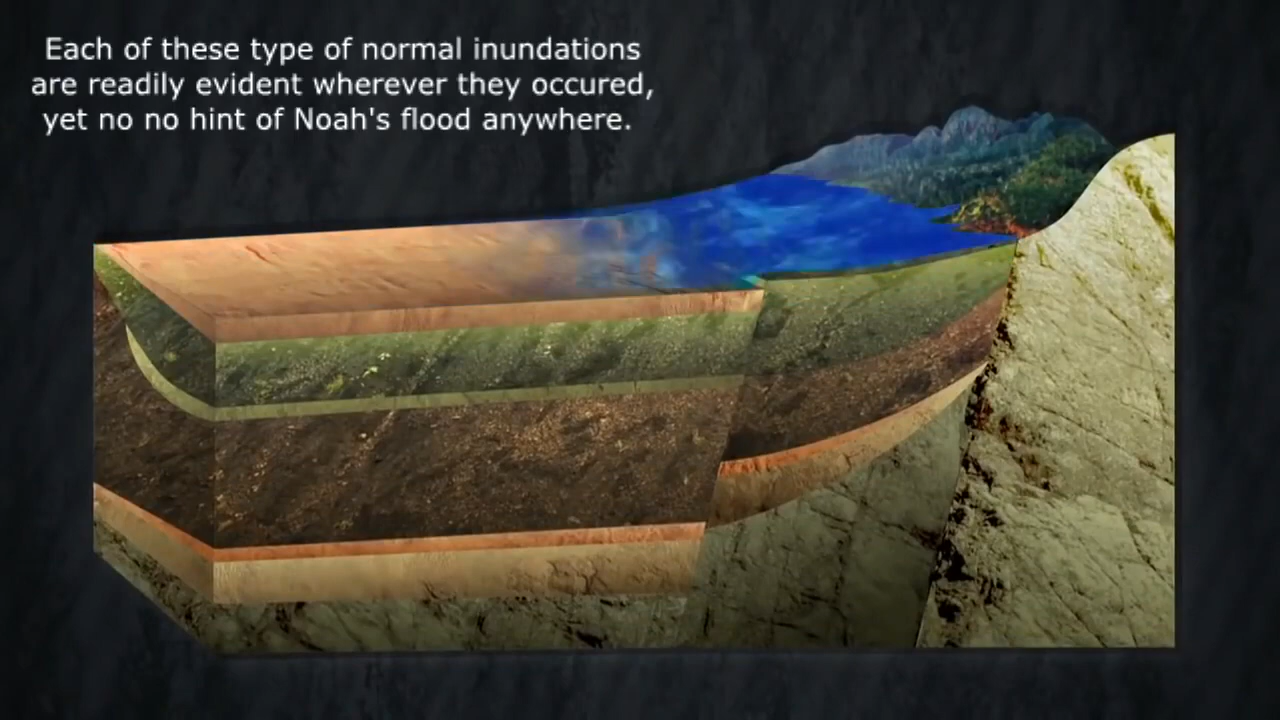 Each of these type of normal inundations
are readily evident wherever they occured,
yet no no hint of Noah's flood anywhere.